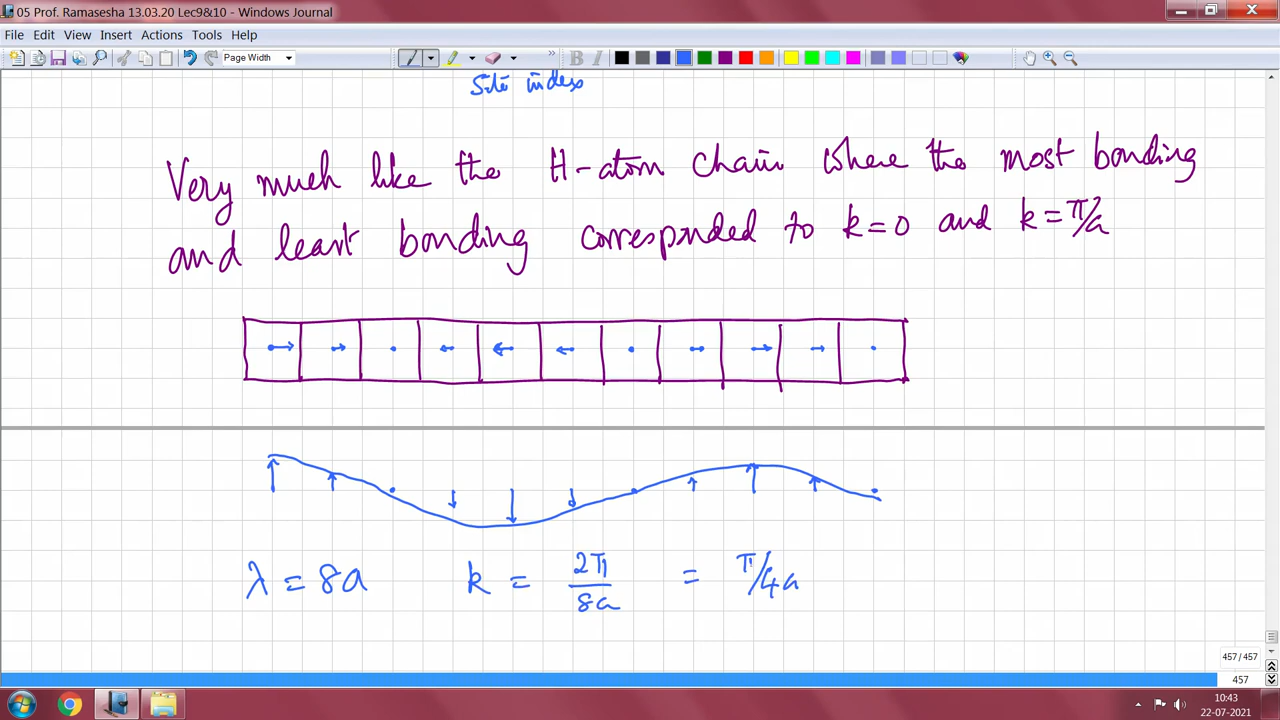 05 Prof. Ramasesha 13.03.20 Lec9&10 - Windows Journal
File Edit View Insert Actions Tools Help
Page Width
B I
Site index
Very much like the H-atom chain where the most bonding
and least bonding corresponded to k=0 and k=π/a
λ = 8a k = 2π/8a = π/4a
457/457
457
10:43
22-07-2021